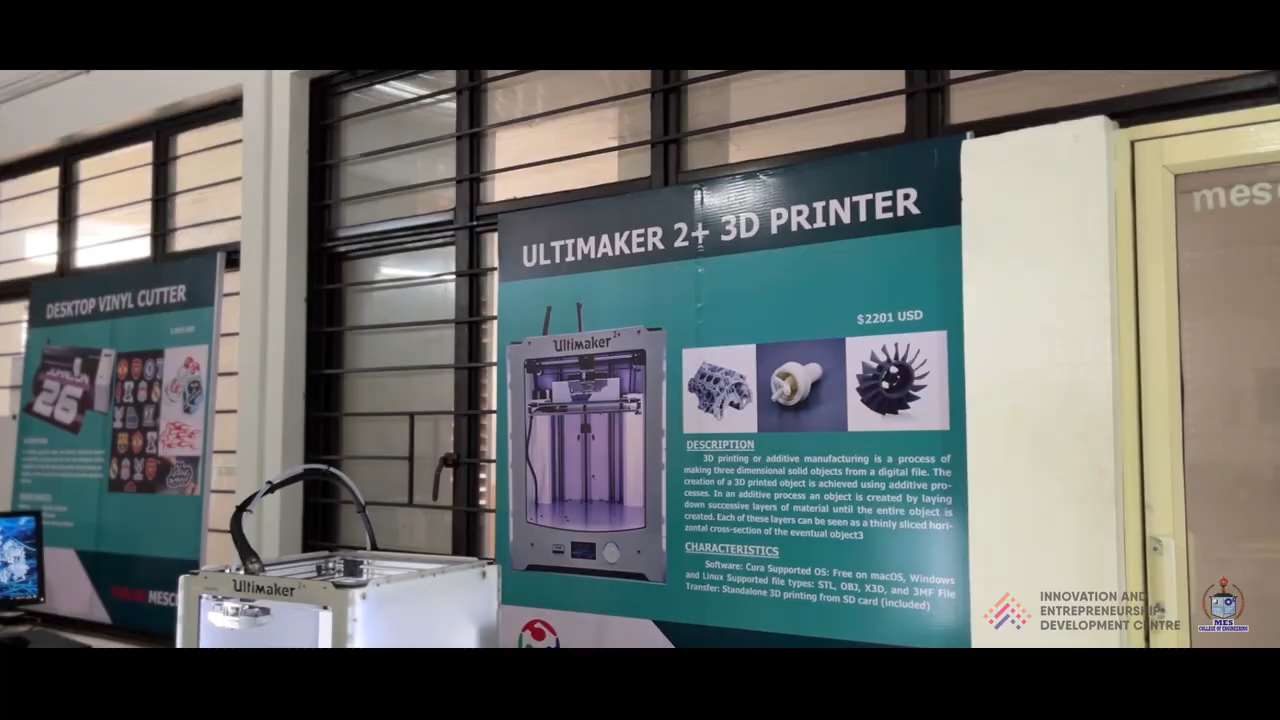 DESKTOP VINYL CUTTER
26
ULTIMAKER 2+ 3D PRINTER
$2201 USD
Ultimaker 2+
DESCRIPTION
3D printing or additive manufacturing is a process of
making three dimensional solid objects from a digital file. The
creation of a 3D printed object is achieved using additive pro-
cesses. In an additive process an object is created by laying
down successive layers of material until the entire object is
created. Each of these layers can be seen as a thinly sliced hori-
zontal cross-section of the eventual object3
CHARACTERISTICS
Software: Cura Supported OS: Free on macOS, Windows
and Linux Supported file types: STL, OBJ, X3D, and 3MF File
Transfer: Standalone 3D printing from SD card (included)
Ultimaker 2+
mes
INNOVATION AND
ENTREPRENEURSHIP
DEVELOPMENT CENTRE
MES
COLLEGE OF ENGINEERING